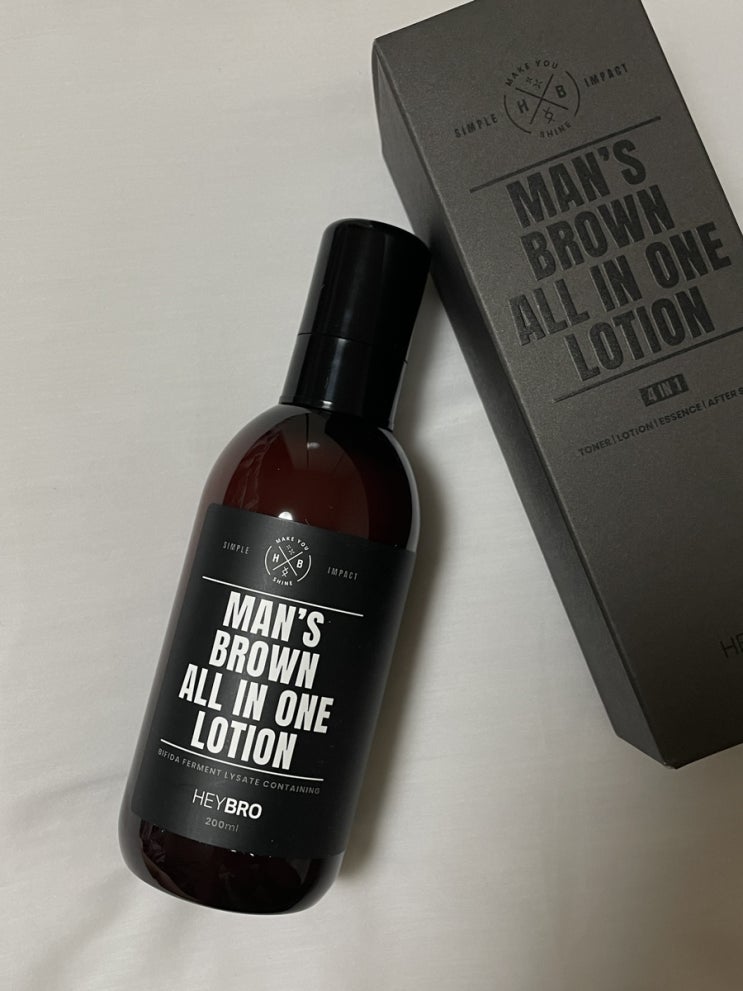 MAKE YOU
SIMPLE
H B
IMPACT
SHINE
MAN'S
BROWN
ALL IN ONE
LOTION
4 IN 1
TONER | LOTION | ESSENCE | AFTER
MAKE YOU
SIMPLE
H B
IMPACT
SHINE
MAN'S
BROWN
ALL IN ONE
LOTION
BIFIDA FERMENT LYSATE CONTAINING
HEYBRO
200ml